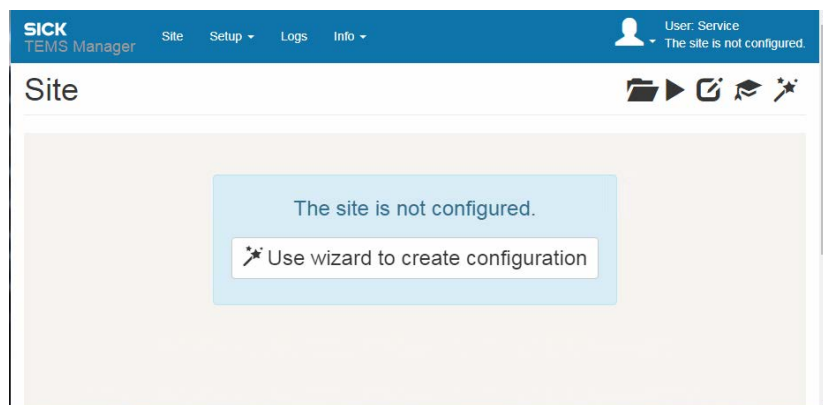 SICK
TEMS Manager
Site Setup Logs Info
User: Service
The site is not configured.
Site
The site is not configured.
Use wizard to create configuration